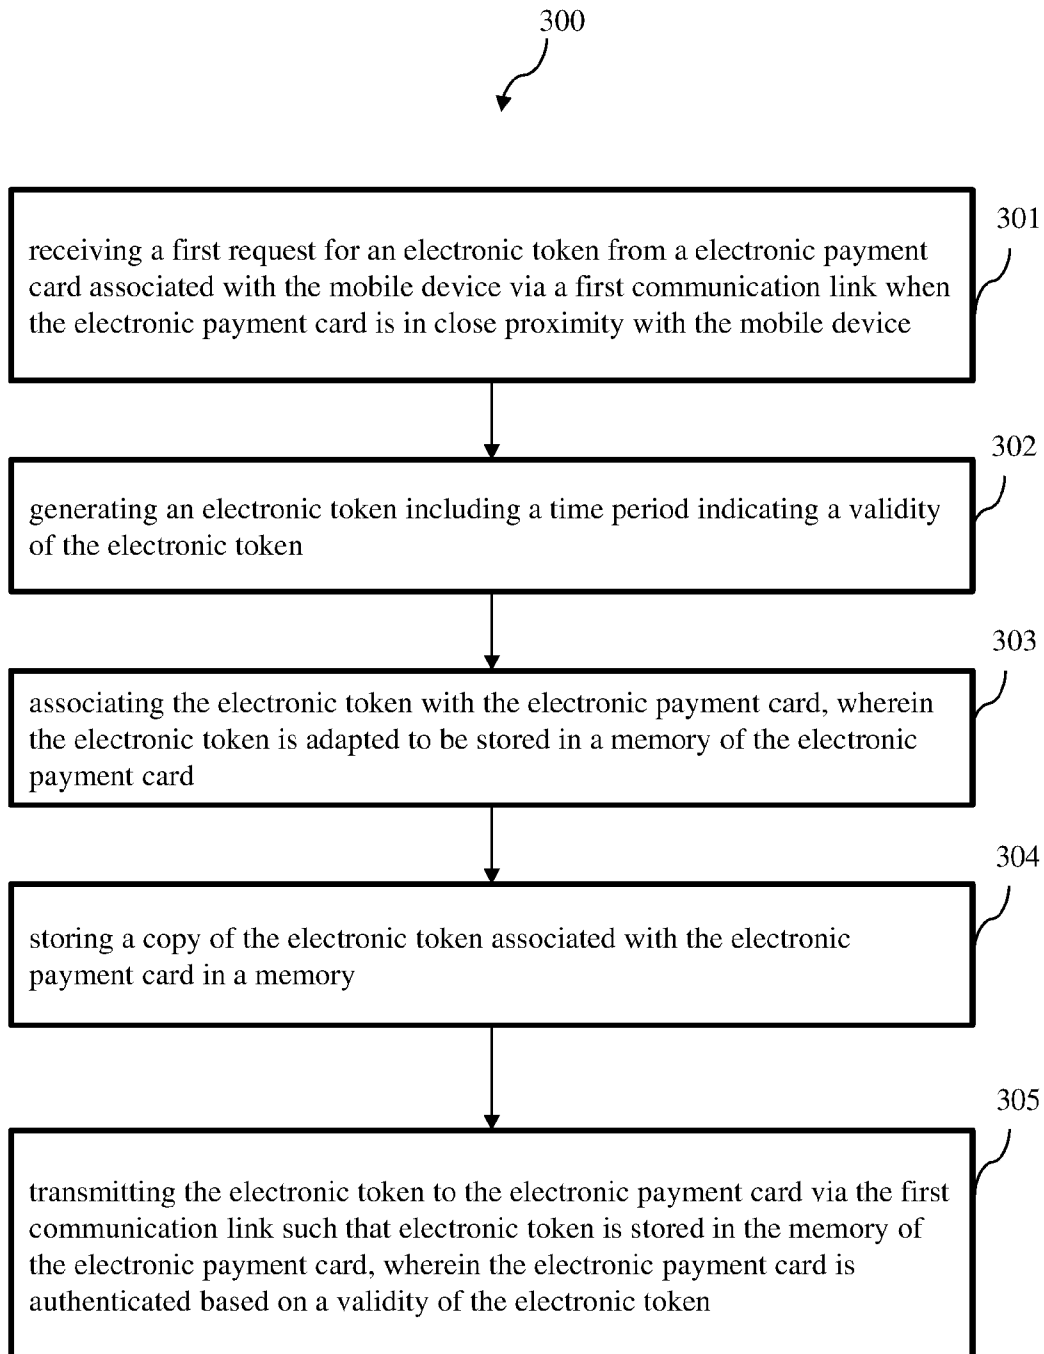 300
301
receiving a first request for an electronic token from a electronic payment
card associated with the mobile device via a first communication link when
the electronic payment card is in close proximity with the mobile device
302
generating an electronic token including a time period indicating a validity
of the electronic token
303
associating the electronic token with the electronic payment card, wherein
the electronic token is adapted to be stored in a memory of the electronic
payment card
304
storing a copy of the electronic token associated with the electronic
payment card in a memory
305
transmitting the electronic token to the electronic payment card via the first
communication link such that electronic token is stored in the memory of
the electronic payment card, wherein the electronic payment card is
authenticated based on a validity of the electronic token